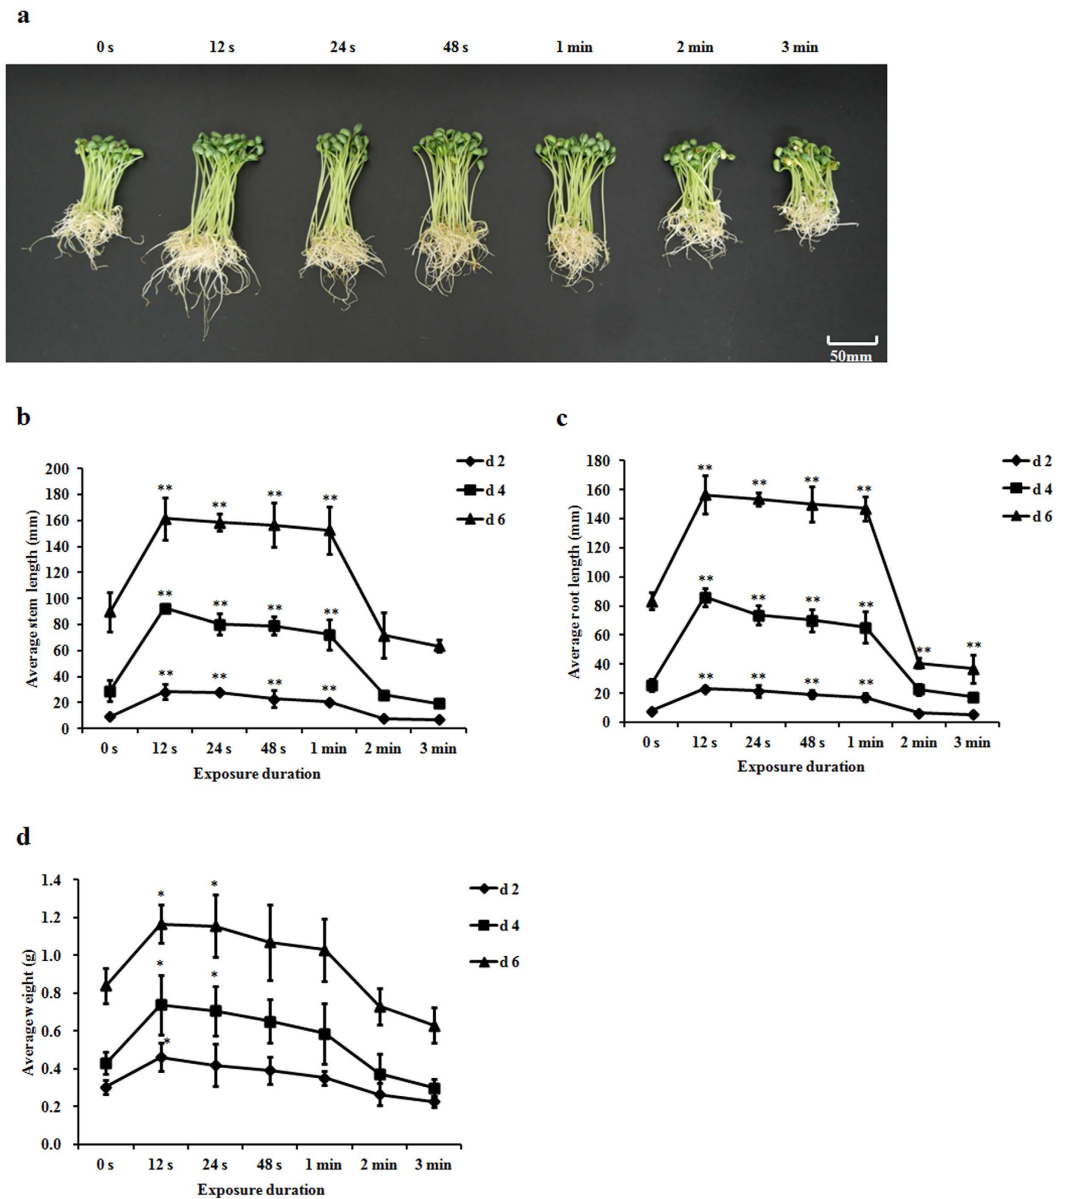 a
0 s 12 s 24 s 48 s 1 min 2 min 3 min
50mm
b
200
180
160
140
120
100
80
60
40
20
0
Average stem length (mm)
** ** ** **
** ** ** **
** ** ** **
0 s 12 s 24 s 48 s 1 min 2 min 3 min
Exposure duration
d 2
d 4
d 6
c
180
160
140
120
100
80
60
40
20
0
Average root length (mm)
** ** ** ** ** **
** ** ** **
** ** ** **
0 s 12 s 24 s 48 s 1 min 2 min 3 min
Exposure duration
d 2
d 4
d 6
d
1.4
1.2
1.0
0.8
0.6
0.4
0.2
0.0
Average weight (g)
* *
* *
*
0 s 12 s 24 s 48 s 1 min 2 min 3 min
Exposure duration
d 2
d 4
d 6